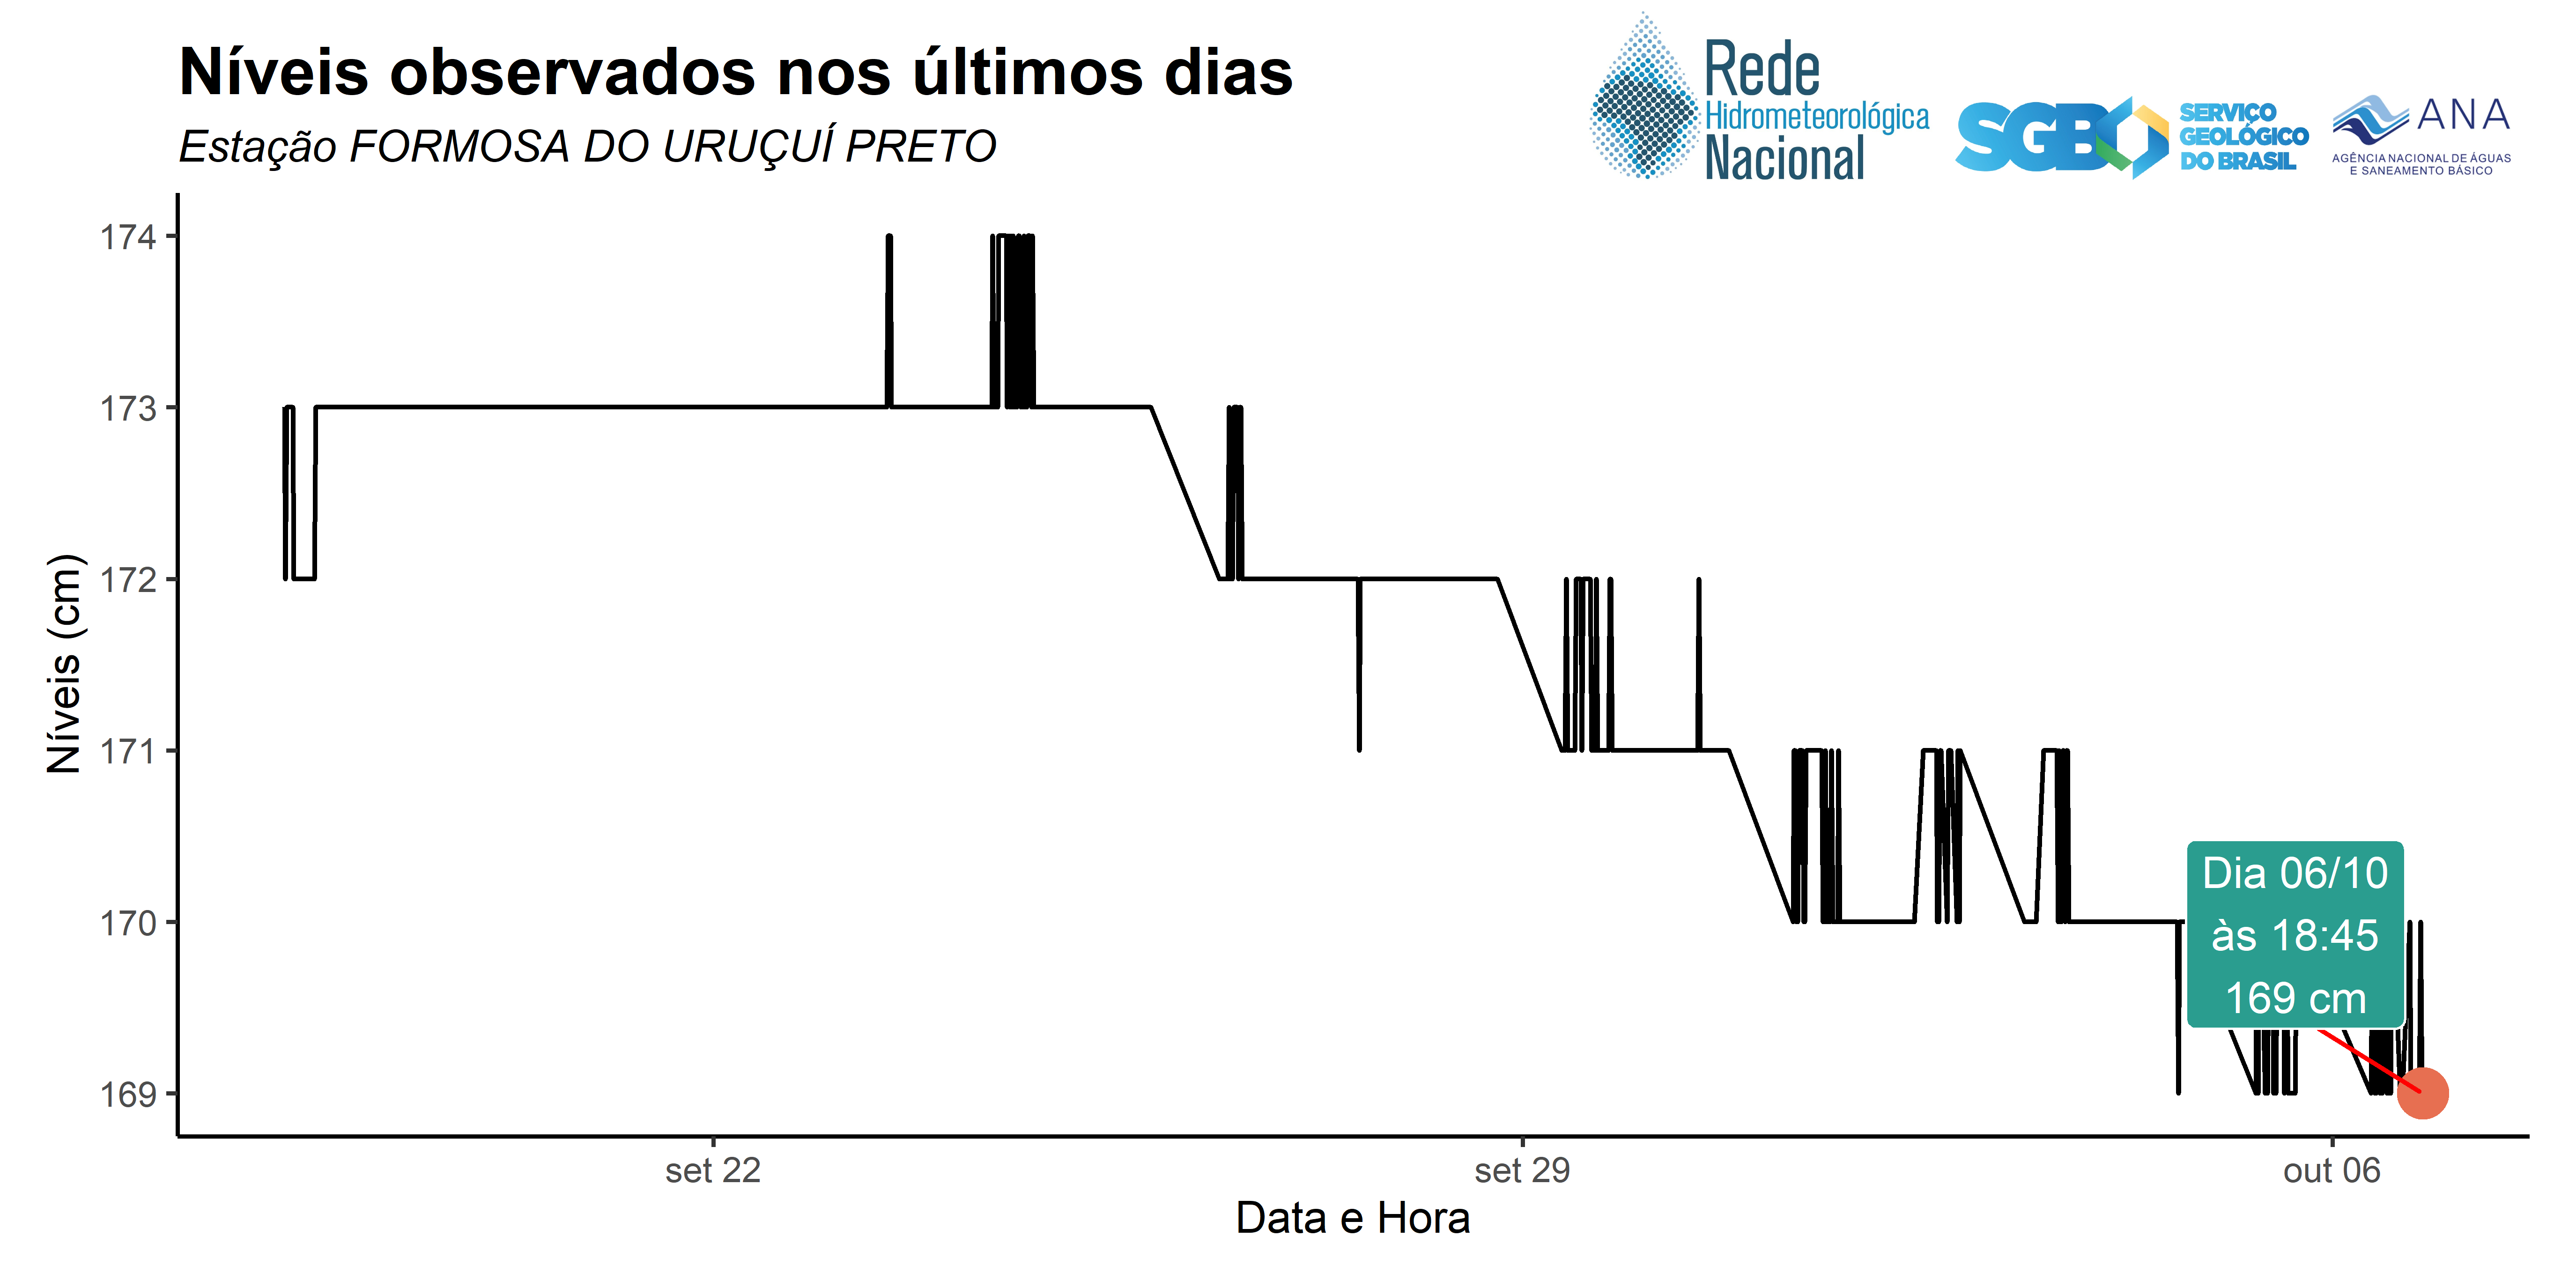 Níveis observados nos últimos dias
Estação FORMOSA DO URUÇUÍ PRETO
Rede
Hidrometeorológica
Nacional
SGB
SERVIÇO
GEOLÓGICO
DO BRASIL
ANA
AGÊNCIA NACIONAL DE ÁGUAS
E SANEAMENTO BÁSICO
Níveis (cm)
174
173
172
171
170
169
Dia 06/10
às 18:45
169 cm
set 22
set 29
out 06
Data e Hora